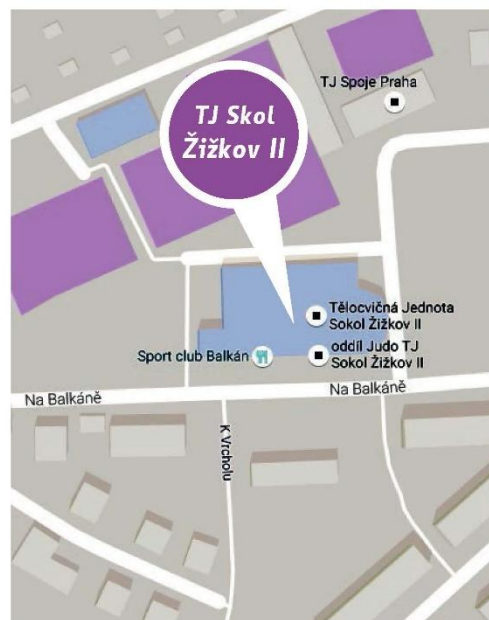 TJ Spoje Praha
TJ Skol
Žižkov II
Tělocvičná Jednota
Sokol Žižkov II
oddíl Judo TJ
Sokol Žižkov II
Sport club Balkán
Na Balkáně
Na Balkáně
K Vrcholu